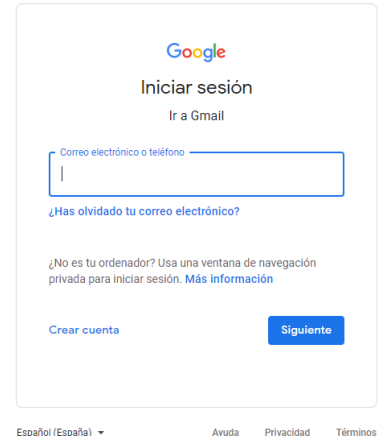 Google
Iniciar sesión
Ir a Gmail
Correo electrónico o teléfono
¿Has olvidado tu correo electrónico?
¿No es tu ordenador? Usa una ventana de navegación
privada para iniciar sesión. Más información
Crear cuenta Siguiente
Español (España) Ayuda Privacidad Términos